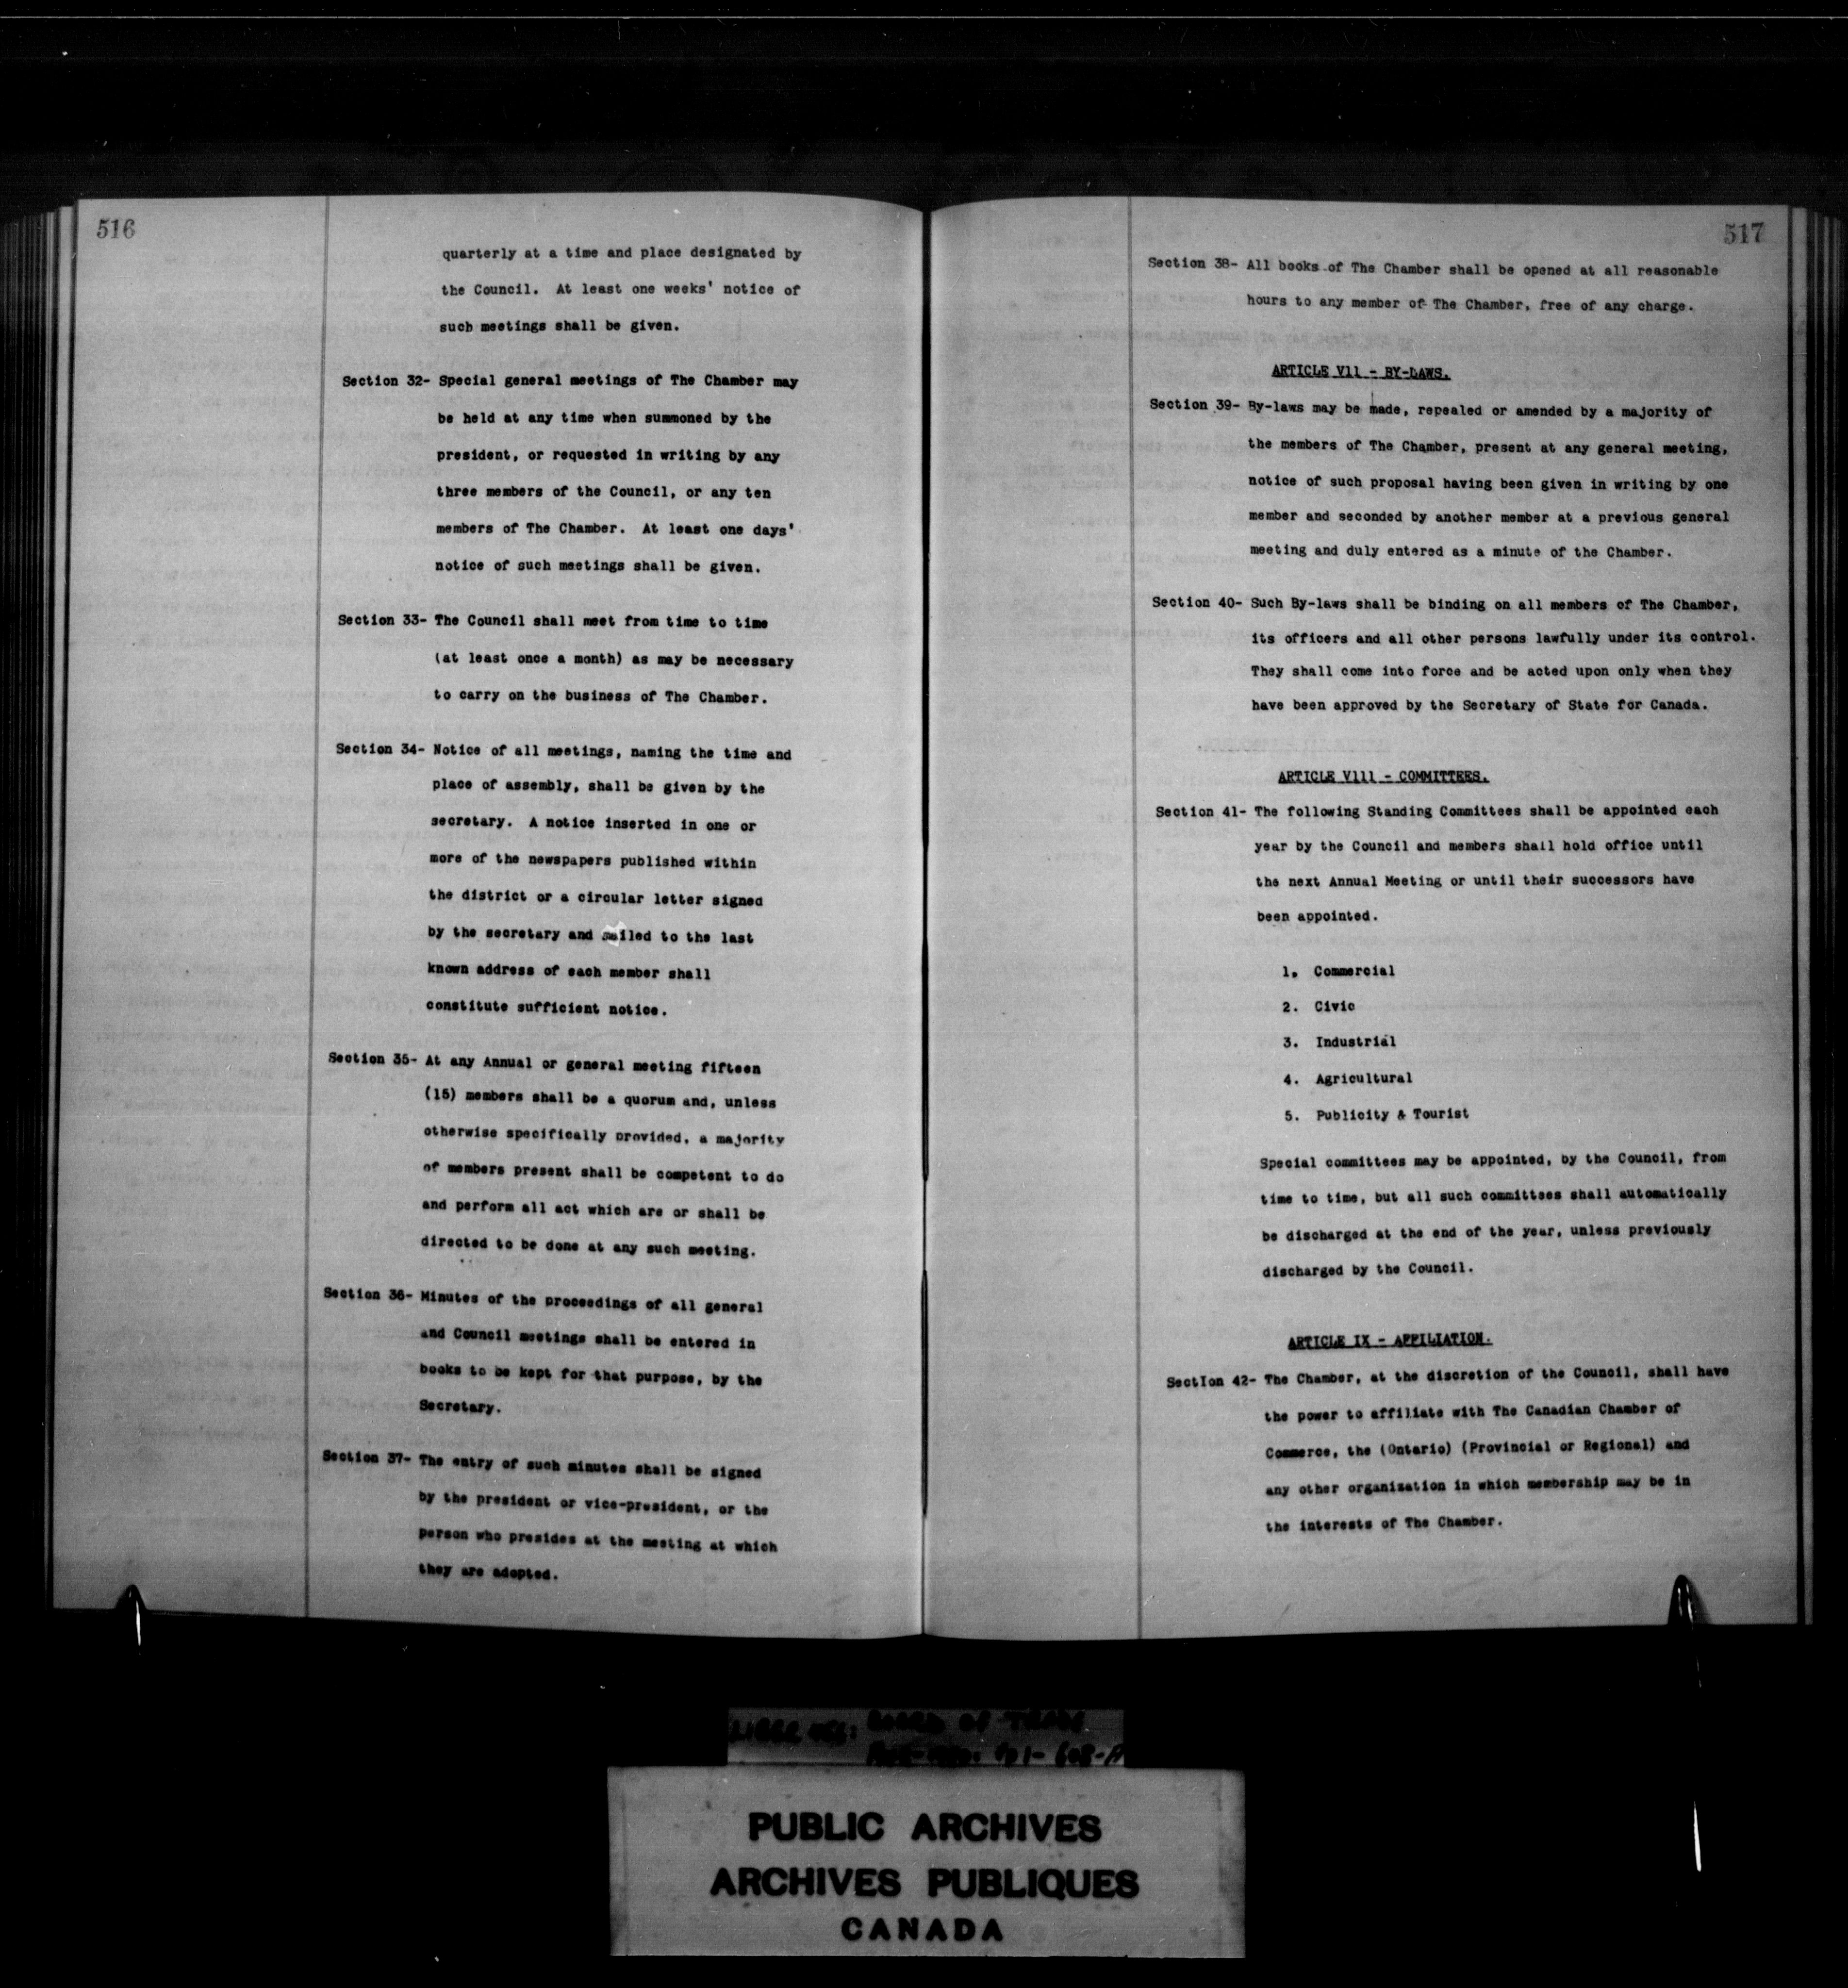 516
quarterly at a time and place designated by
the Council. At least one weeks' notice of
such meetings shall be given.
Section 32- Special general meetings of The Chamber may
be held at any time when summoned by the
president, or requested in writing by any
three members of the Council, or any ten
members of The Chamber. At least one days'
notice of such meetings shall be given.
Section 33- The Council shall meet from time to time
(at least once a month) as may be necessary
to carry on the business of The Chamber.
Section 34- Notice of all meetings, naming the time and
place of assembly, shall be given by the
secretary. A notice inserted in one or
more of the newspapers published within
the district or a circular letter signed
by the secretary and mailed to the last
known address of each member shall
constitute sufficient notice.
Section 35- At any Annual or general meeting fifteen
(15) members shall be a quorum and, unless
otherwise specifically provided, a majority
of members present shall be competent to do
and perform all act which are or shall be
directed to be done at any such meeting.
Section 36- Minutes of the proceedings of all general
and Council meetings shall be entered in
books to be kept for that purpose, by the
Secretary.
Section 37- The entry of such minutes shall be signed
by the president or vice-president, or the
person who presides at the meeting at which
they are adopted.
517
Section 38- All books of The Chamber shall be opened at all reasonable
hours to any member of The Chamber, free of any charge.
ARTICLE V11 - BY-LAWS.
Section 39- By-laws may be made, repealed or amended by a majority of
the members of The Chamber, present at any general meeting,
notice of such proposal having been given in writing by one
member and seconded by another member at a previous general
meeting and duly entered as a minute of the Chamber.
Section 40- Such By-laws shall be binding on all members of The Chamber,
its officers and all other persons lawfully under its control.
They shall come into force and be acted upon only when they
have been approved by the Secretary of State for Canada.
ARTICLE V111 - COMMITTEES.
Section 41- The following Standing Committees shall be appointed each
year by the Council and members shall hold office until
the next Annual Meeting or until their successors have
been appointed.
1. Commercial
2. Civic
3. Industrial
4. Agricultural
5. Publicity & Tourist
Special committees may be appointed, by the Council, from
time to time, but all such committees shall automatically
be discharged at the end of the year, unless previously
discharged by the Council.
ARTICLE IX - AFFILIATION.
SectIon 42- The Chamber, at the discretion of the Council, shall have
the power to affiliate with The Canadian Chamber of
Commerce, the (Ontario) (Provincial or Regional) and
any other organization in which membership may be in
the interests of The Chamber.
BOARD OF TRADE
PUBLIC ARCHIVES
ARCHIVES PUBLIQUES
CANADA